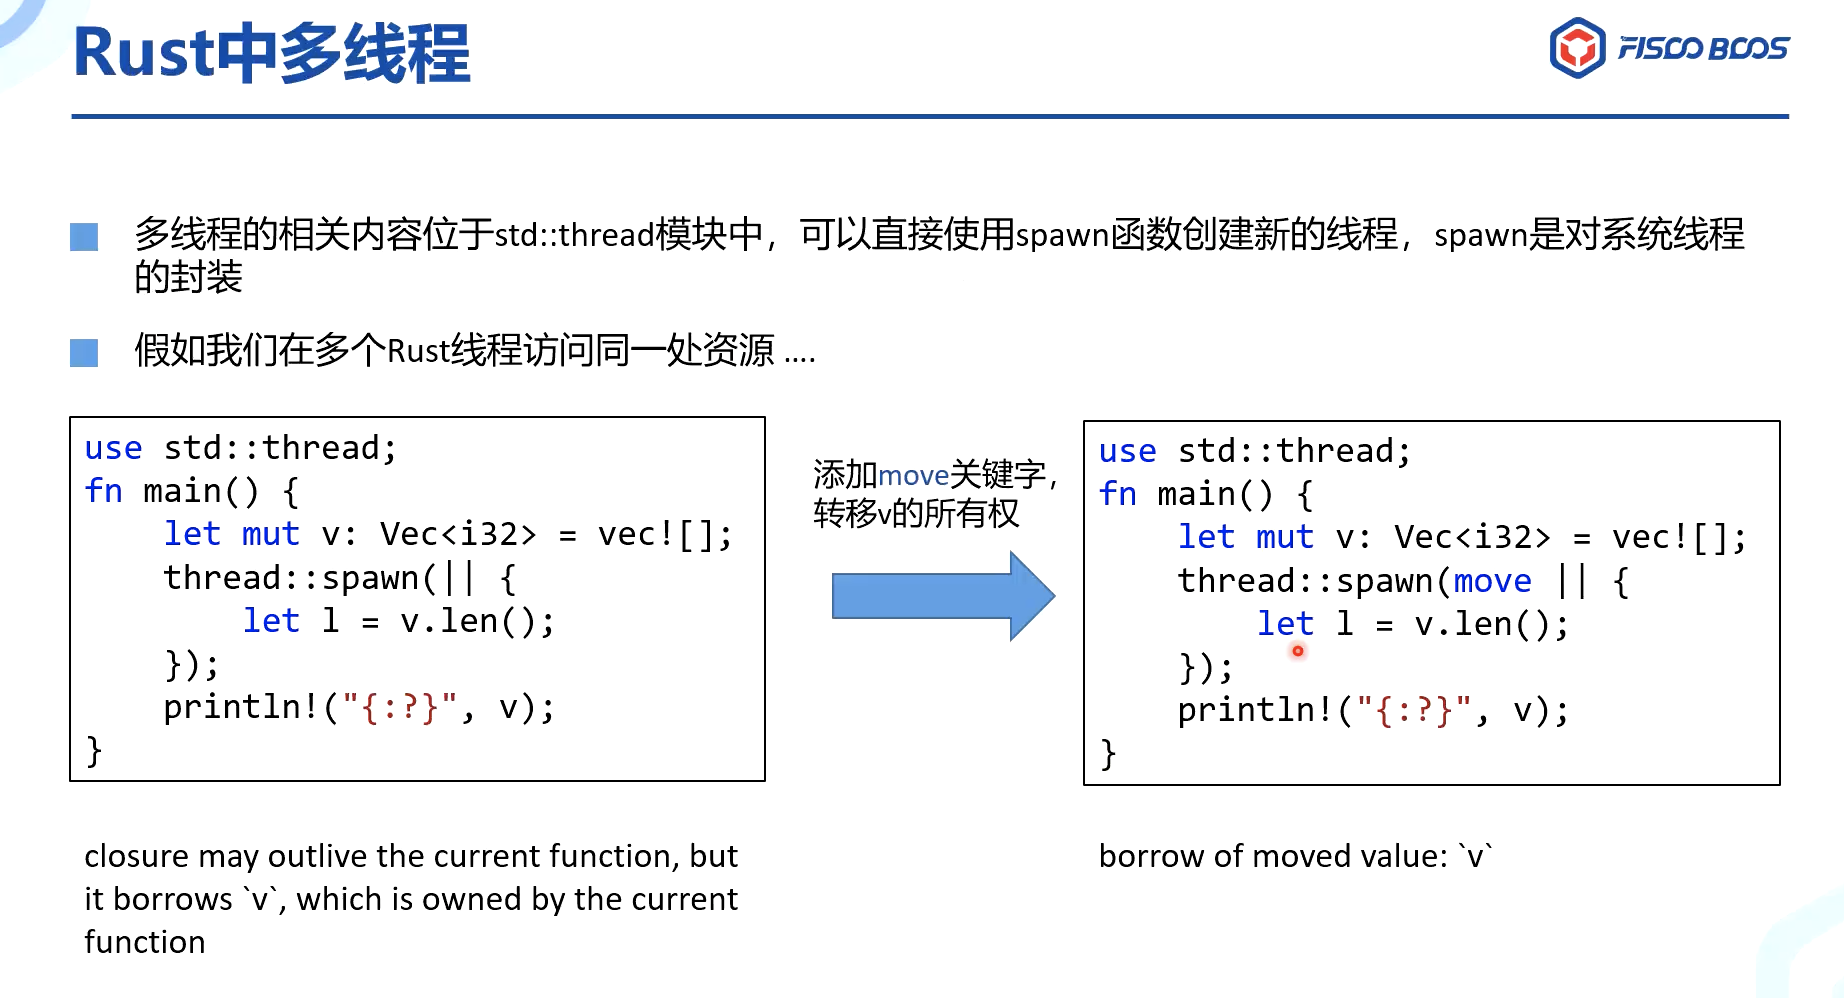 Rust中多线程
FISCO BCOS
多线程的相关内容位于std::thread模块中，可以直接使用spawn函数创建新的线程，spawn是对系统线程
的封装
假如我们在多个Rust线程访问同一处资源 ....
use std::thread;
fn main() {
    let mut v: Vec<i32> = vec![];
    thread::spawn(|| {
        let l = v.len();
    });
    println!("{:?}", v);
}
添加move关键字，
转移v的所有权
use std::thread;
fn main() {
    let mut v: Vec<i32> = vec![];
    thread::spawn(move || {
        let l = v.len();
    });
    println!("{:?}", v);
}
closure may outlive the current function, but
it borrows `v`, which is owned by the current
function
borrow of moved value: `v`